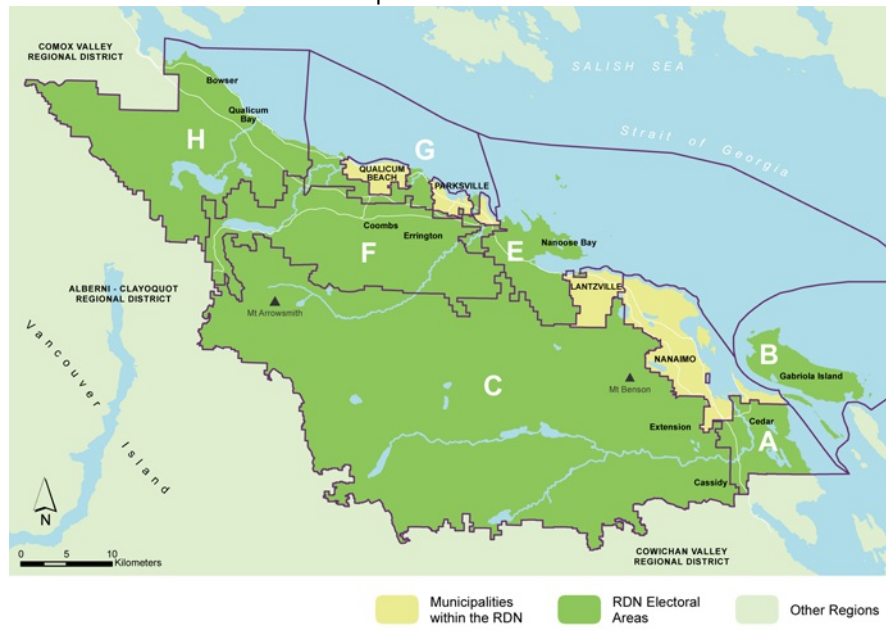 COMOX VALLEY
REGIONAL DISTRICT
SALISH SEA
Bowser
Qualicum
Bay
Strait of Georgia
H
G
QUALICUM
BEACH
PARKSVILLE
Coombs
Errington
F
E
Nanoose Bay
ALBERNI - CLAYOQUOT
REGIONAL DISTRICT
LANTZVILLE
Mt Arrowsmith
Vancouver Island
NANAIMO
B
Gabriola Island
C
Mt Benson
Extension
Cedar
A
Cassidy
N
0 5 10
Kilometers
COWICHAN VALLEY
REGIONAL DISTRICT
Municipalities
within the RDN
RDN Electoral
Areas
Other Regions